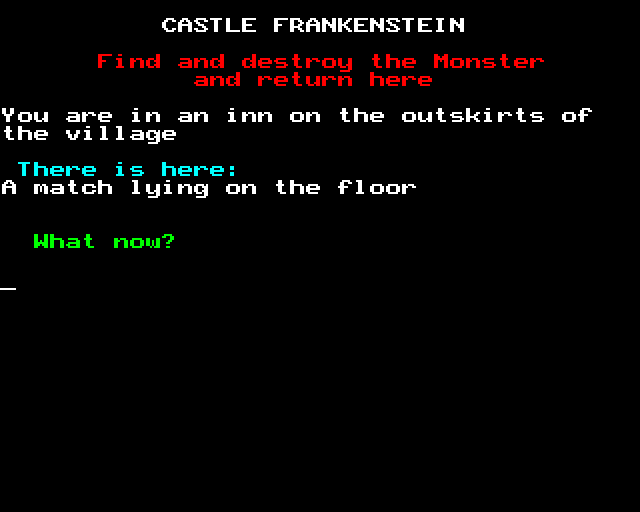 CASTLE FRANKENSTEIN
Find and destroy the Monster
and return here
You are in an inn on the outskirts of
the village
There is here:
A match lying on the floor
What now?
_